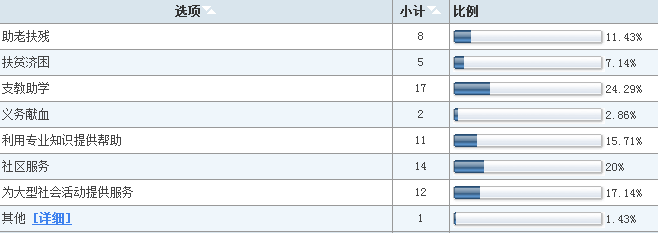 选项 小计 比例
助老扶残 8 11.43%
扶贫济困 5 7.14%
支教助学 17 24.29%
义务献血 2 2.86%
利用专业知识提供帮助 11 15.71%
社区服务 14 20%
为大型社会活动提供服务 12 17.14%
其他 [详细] 1 1.43%